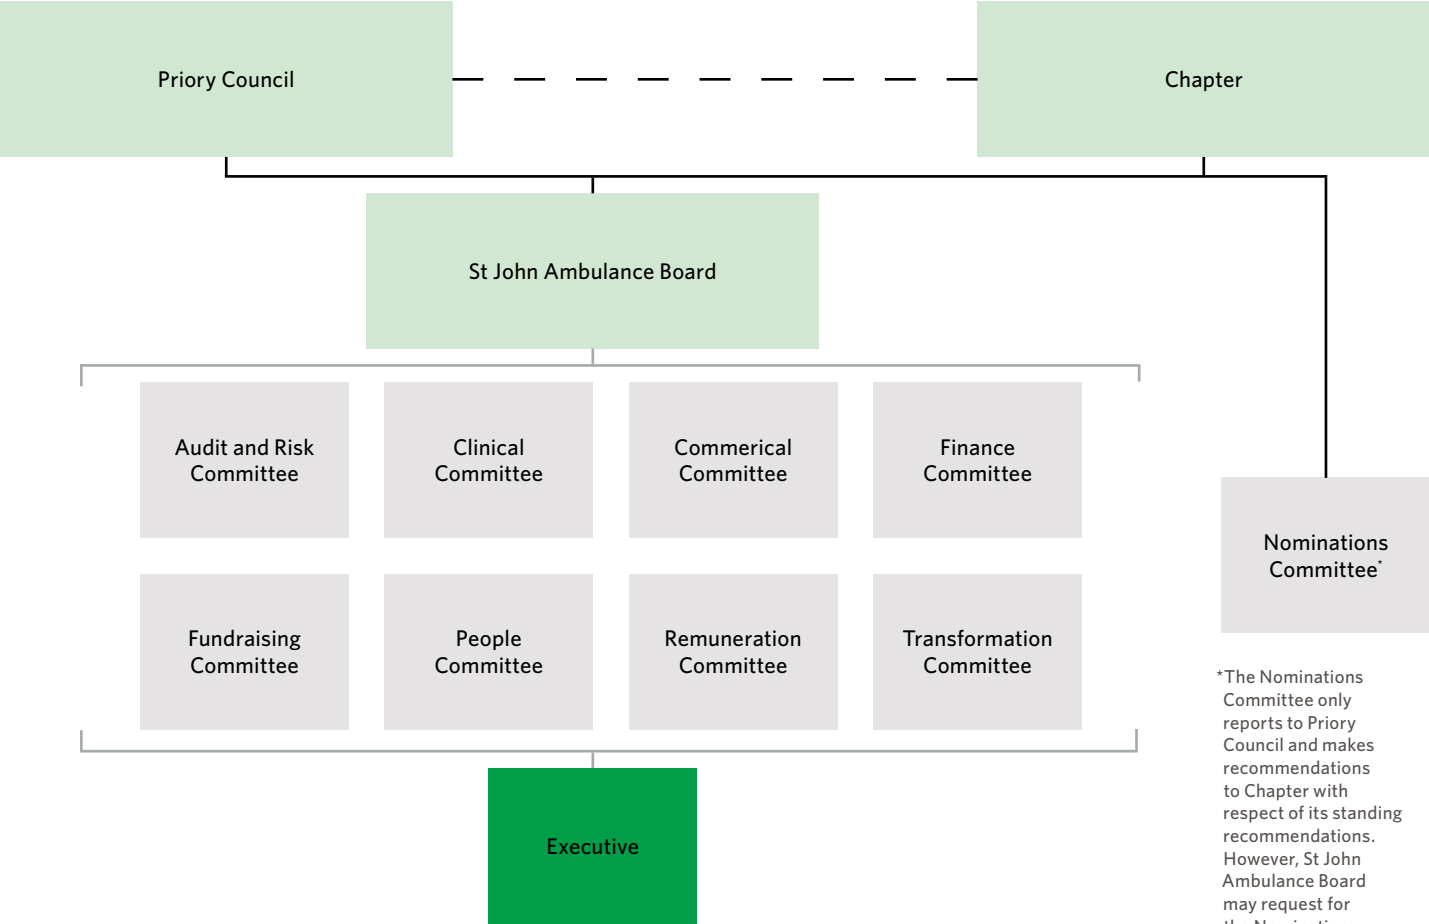 Priory Council
Chapter
St John Ambulance Board
Audit and Risk
Committee
Clinical
Committee
Commerical
Committee
Finance
Committee
Nominations
Committee*
Fundraising
Committee
People
Committee
Remuneration
Committee
Transformation
Committee
*The Nominations
Committee only
reports to Priory
Council and makes
recommendations
to Chapter with
respect of its standing
recommendations.
However, St John
Ambulance Board
may request for
Executive